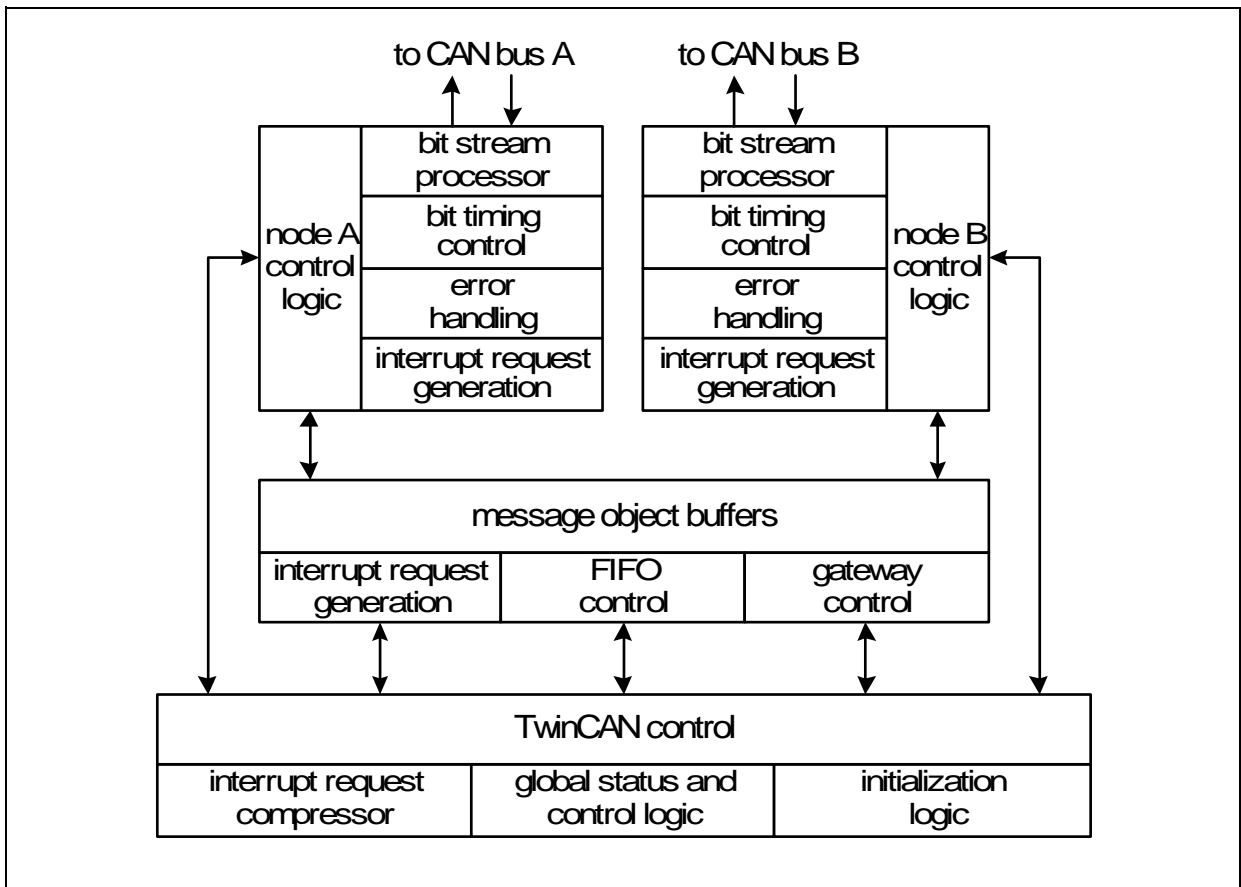 to CAN bus A
to CAN bus B
node A
control
logic
bit stream
processor
bit timing
control
error
handling
interrupt request
generation
bit stream
processor
bit timing
control
error
handling
interrupt request
generation
node B
control
logic
message object buffers
interrupt request
generation
FIFO
control
gateway
control
TwinCAN control
interrupt request
compressor
global status and
control logic
initialization
logic